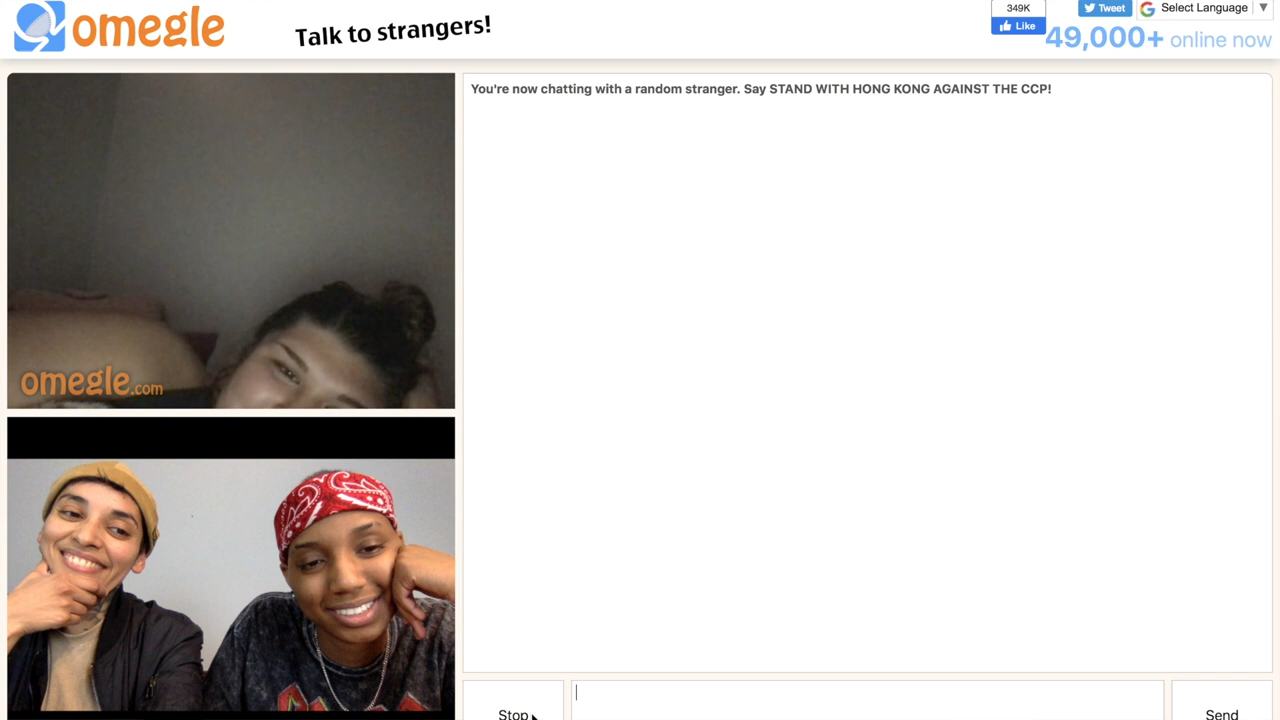 omegle
Talk to strangers!
349K
Like
Tweet
Select Language
49,000+ online now
You're now chatting with a random stranger. Say STAND WITH HONG KONG AGAINST THE CCP!
omegle.com
Stop
Send